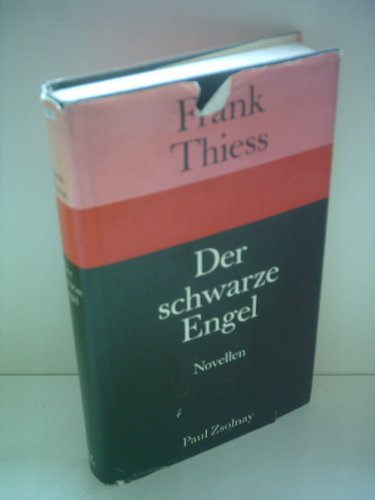 Frank
Thiess
Der
schwarze
Engel
Novellen
Paul Zsolnay